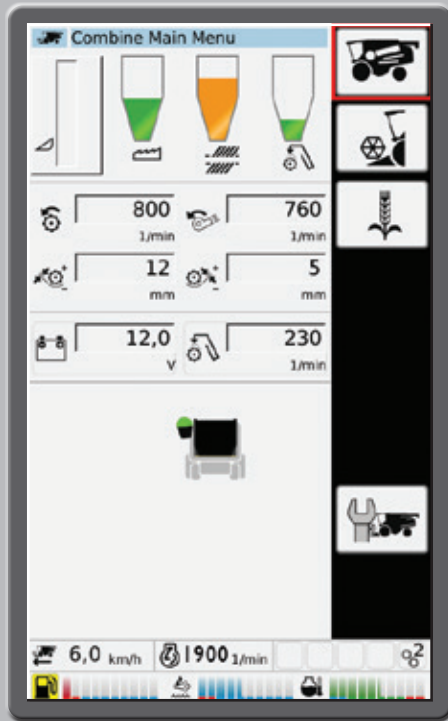 Combine Main Menu
800 760
1/min 1/min
12 5
mm mm
12,0 230
V 1/min
6,0 km/h 1900 1/min 2